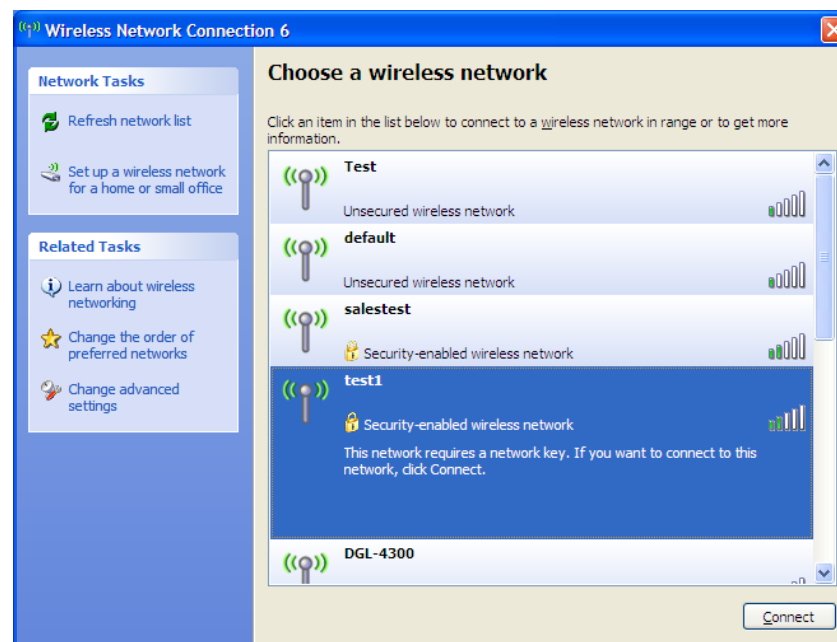 Wireless Network Connection 6
Network Tasks
Refresh network list
Set up a wireless network
for a home or small office
Related Tasks
Learn about wireless
networking
Change the order of
preferred networks
Change advanced
settings
Choose a wireless network
Click an item in the list below to connect to a wireless network in range or to get more
information.
Test
Unsecured wireless network
default
Unsecured wireless network
salestest
Security-enabled wireless network
test1
Security-enabled wireless network
This network requires a network key. If you want to connect to this
network, click Connect.
DGL-4300
Connect